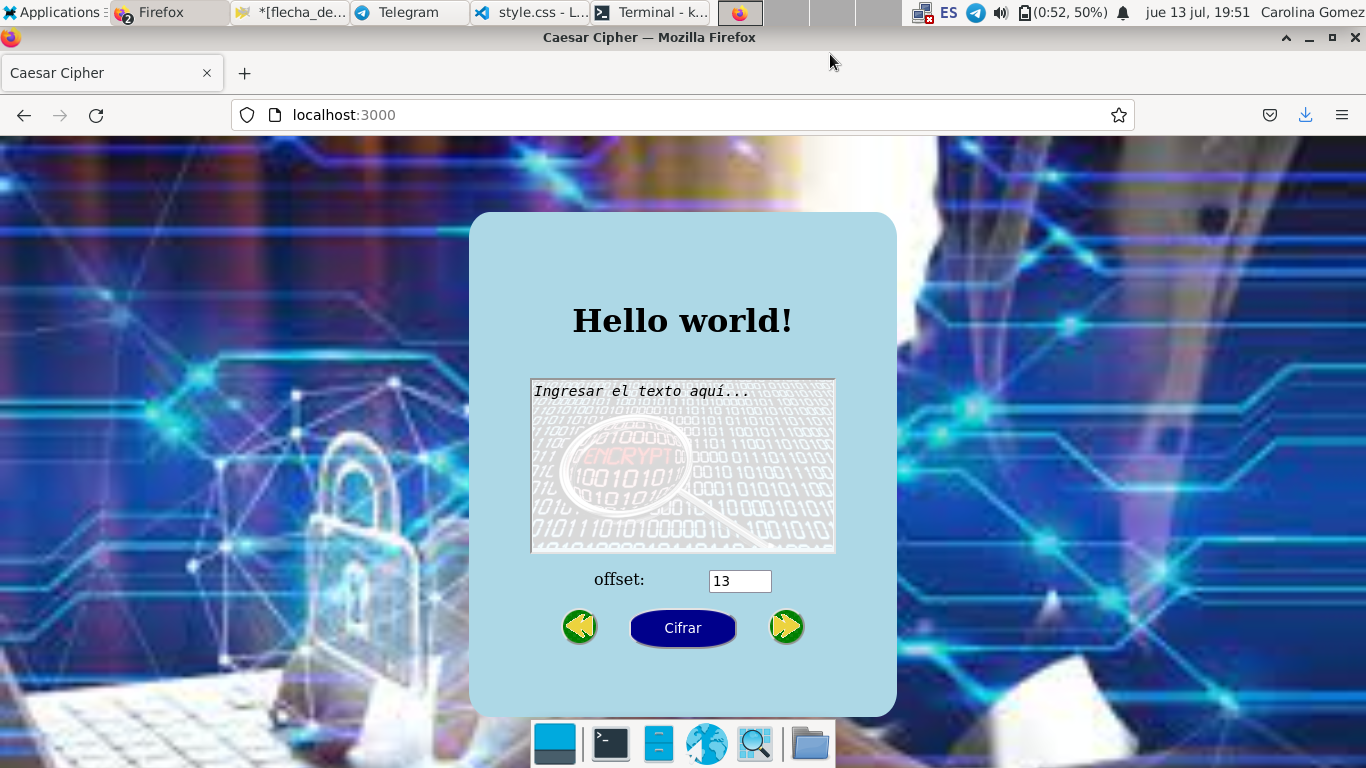 Applications
Firefox
2
*[flecha_de...
Telegram
style.css - L...
Terminal - k...
ES
(0:52, 50%)
jue 13 jul, 19:51
Carolina Gomez
Caesar Cipher — Mozilla Firefox
Caesar Cipher
localhost:3000
Hello world!
Ingresar el texto aquí...
ENCRYPT
offset:
13
Cifrar